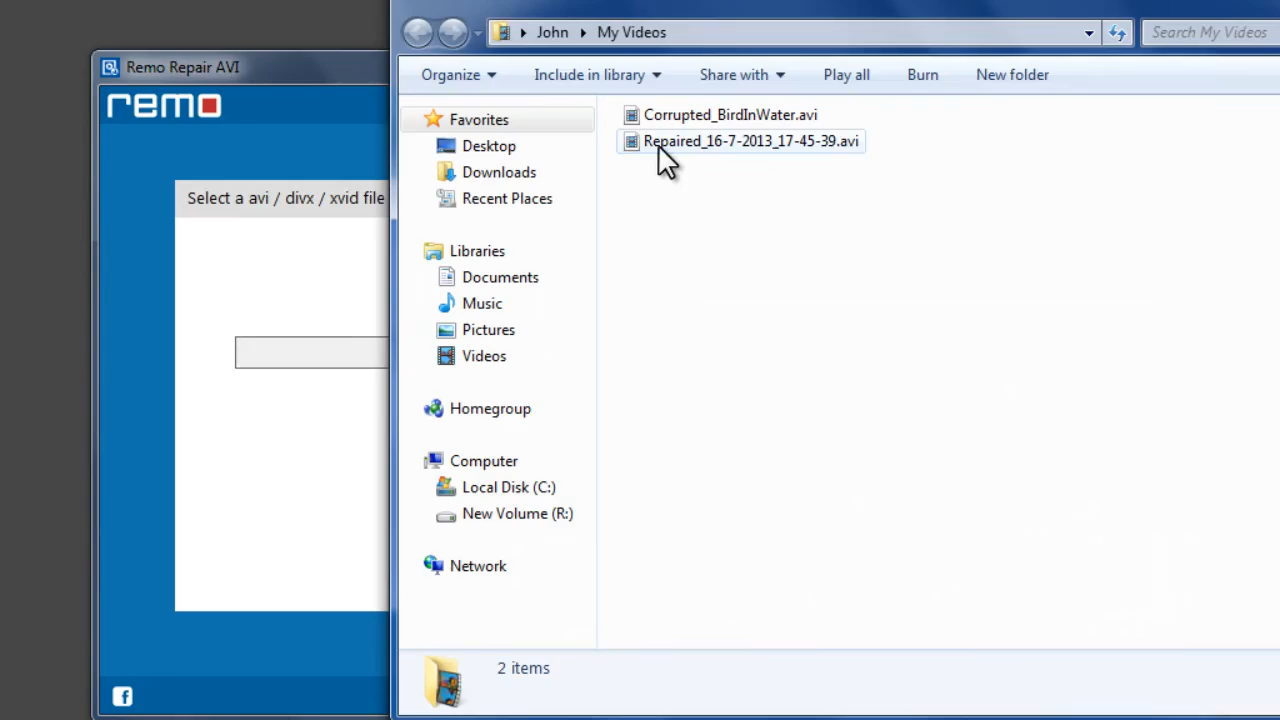 Remo Repair AVI
remo
Select a avi / divx / xvid file
f
John My Videos
Search My Videos
Organize Include in library Share with Play all Burn New folder
Favorites
Desktop
Downloads
Recent Places
Libraries
Documents
Music
Pictures
Videos
Homegroup
Computer
Local Disk (C:)
New Volume (R:)
Network
Corrupted_BirdInWater.avi
Repaired_16-7-2013_17-45-39.avi
2 items